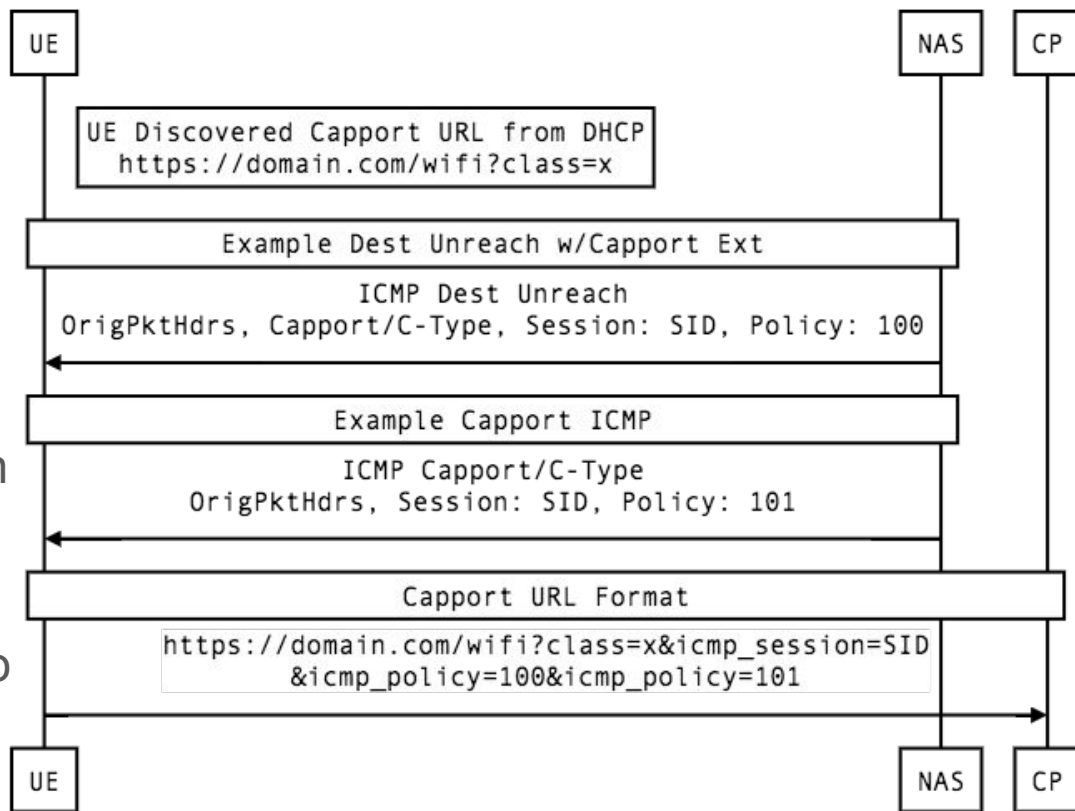 UE NAS CP
UE Discovered Capport URL from DHCP
https://domain.com/wifi?class=x
Example Dest Unreach w/Capport Ext
ICMP Dest Unreach
OrigPktHdrs, Capport/C-Type, Session: SID, Policy: 100
Example Capport ICMP
ICMP Capport/C-Type
OrigPktHdrs, Session: SID, Policy: 101
Capport URL Format
https://domain.com/wifi?class=x&icmp_session=SID
&icmp_policy=100&icmp_policy=101
UE NAS CP